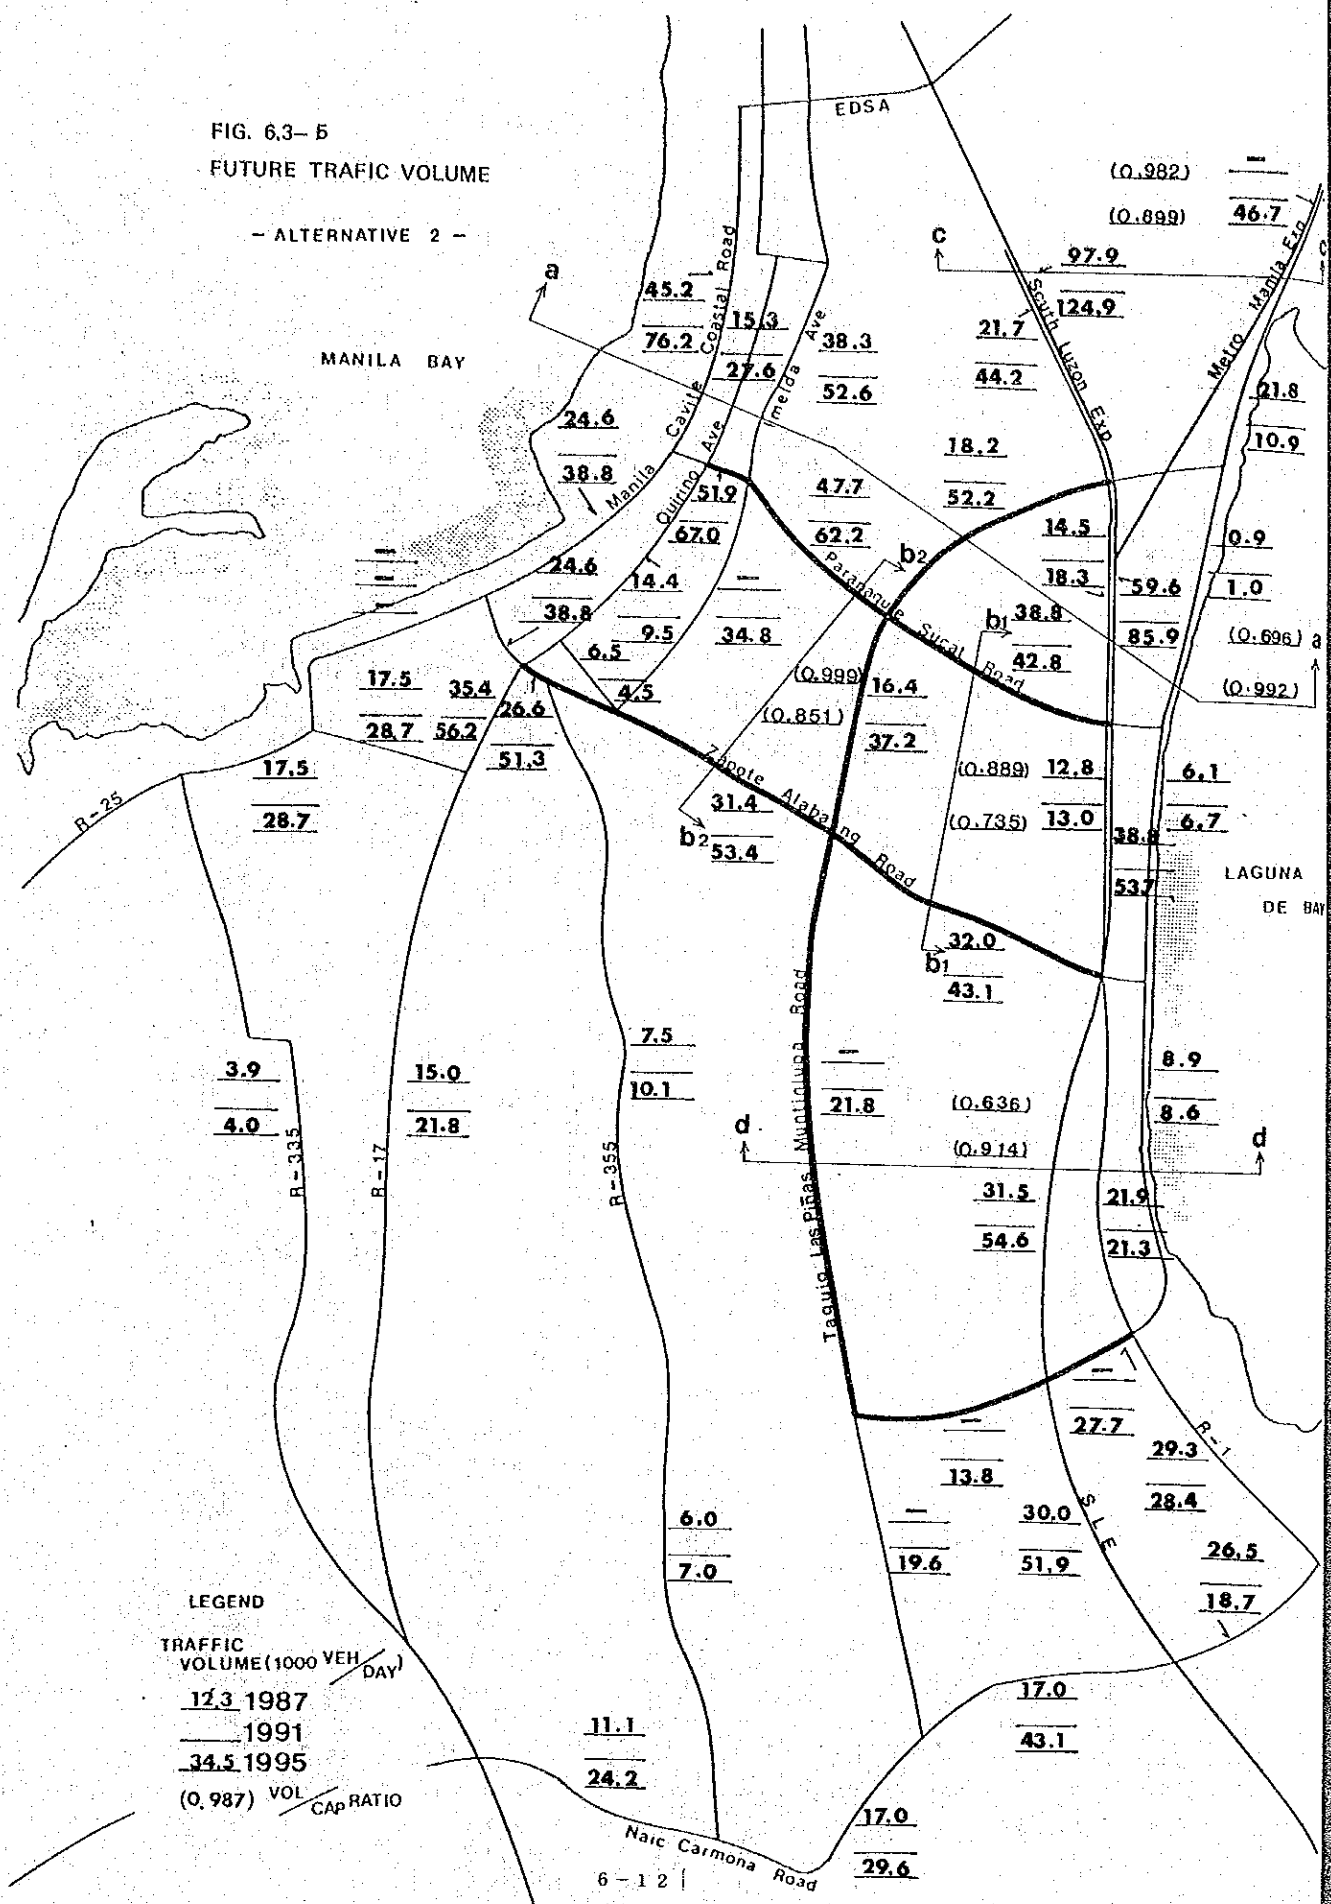 FIG. 6.3-5
FUTURE TRAFIC VOLUME
- ALTERNATIVE 2 -
EDSA
(0.982) —
(0.899) 46.7
c
97.9
124.9
a
45.2
76.2
15.3
27.6
38.3
52.6
21.7
44.2
Manila Cavite Coastal Road
Imelda Ave
South Luzon Exp
Metro Manila Exp
MANILA BAY
21.8
10.9
24.6
38.8
18.2
52.2
Quirino Ave
51.9
67.0
47.7
62.2
14.5
18.3
0.9
1.0
b2
—
—
—
24.6
38.8
14.4
9.5
—
34.8
Paranaque Sucat Road
59.6
85.9
b1
38.8
42.8
(0.696) a
(0.992)
6.5
4.5
17.5
28.7
35.4
56.2
26.6
51.3
(0.999)
(0.851)
16.4
37.2
17.5
28.7
R-25
Zapote Alabang Road
31.4
53.4
b2
(0.889) 12.8
(0.735) 13.0
6.1
6.7
38.8
53.7
LAGUNA
DE BAY
32.0
43.1
b1
3.9
4.0
15.0
21.8
7.5
10.1
—
21.8
8.9
8.6
(0.636)
(0.914)
d
d
R-335
R-17
R-355
Taguig Las Piñas Muntinlupa Road
31.5
54.6
21.9
21.3
—
27.7
—
13.8
R-1
29.3
28.4
6.0
7.0
—
19.6
30.0
51.9
SLE
26.5
18.7
LEGEND
TRAFFIC
VOLUME (1000 VEH/DAY)
12.3 1987
1991
34.5 1995
(0.987) VOL/CAP RATIO
11.1
24.2
17.0
43.1
17.0
29.6
Naic Carmona Road
6-12